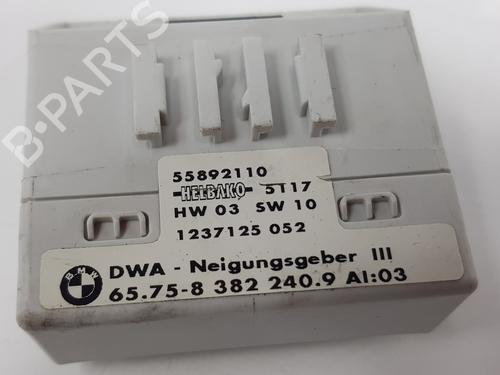 B-PARTS
55892110
HELBAKO 5T17
HW 03 SW 10
1237125 052
BMW
DWA - Neigungsgeber III
65.75-8 382 240.9 AI:03